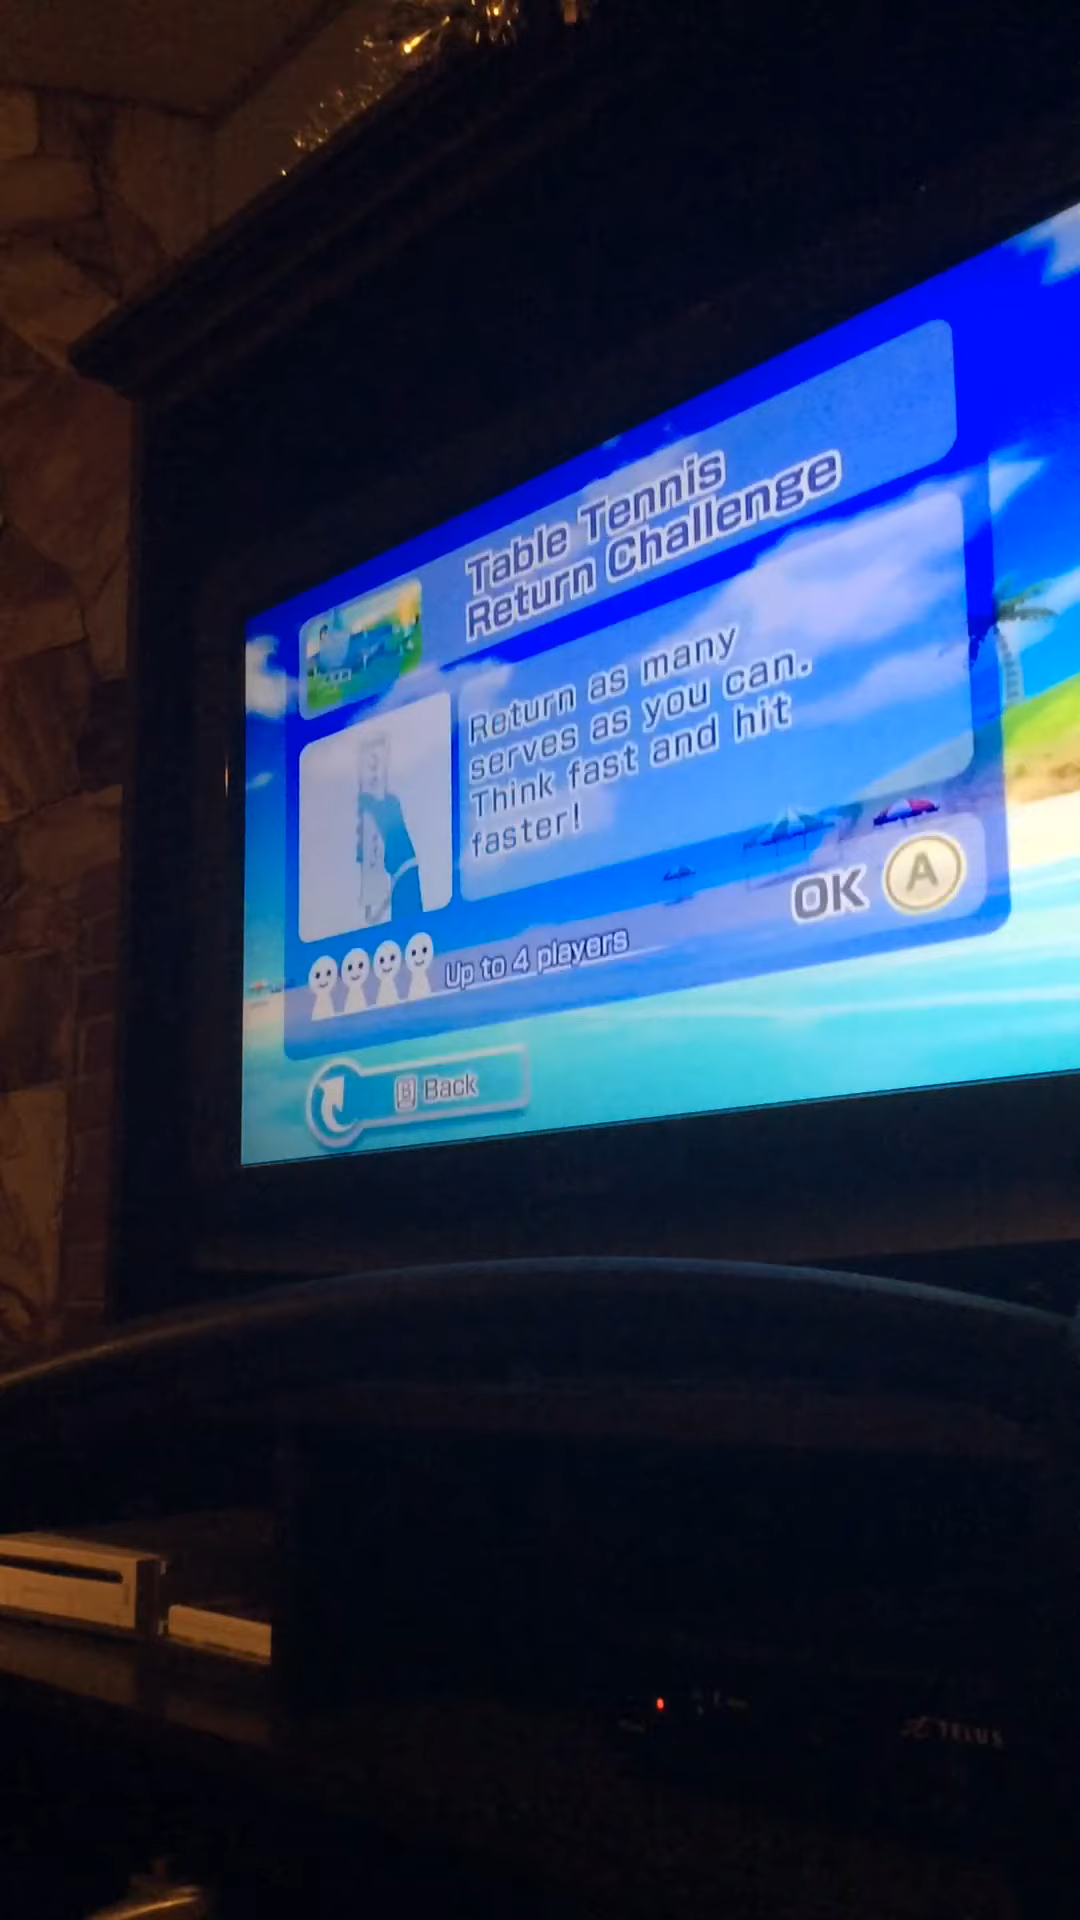 Table Tennis
Return Challenge
Return as many
serves as you can.
Think fast and hit
faster!
OK A
Up to 4 players
B Back
TELUS